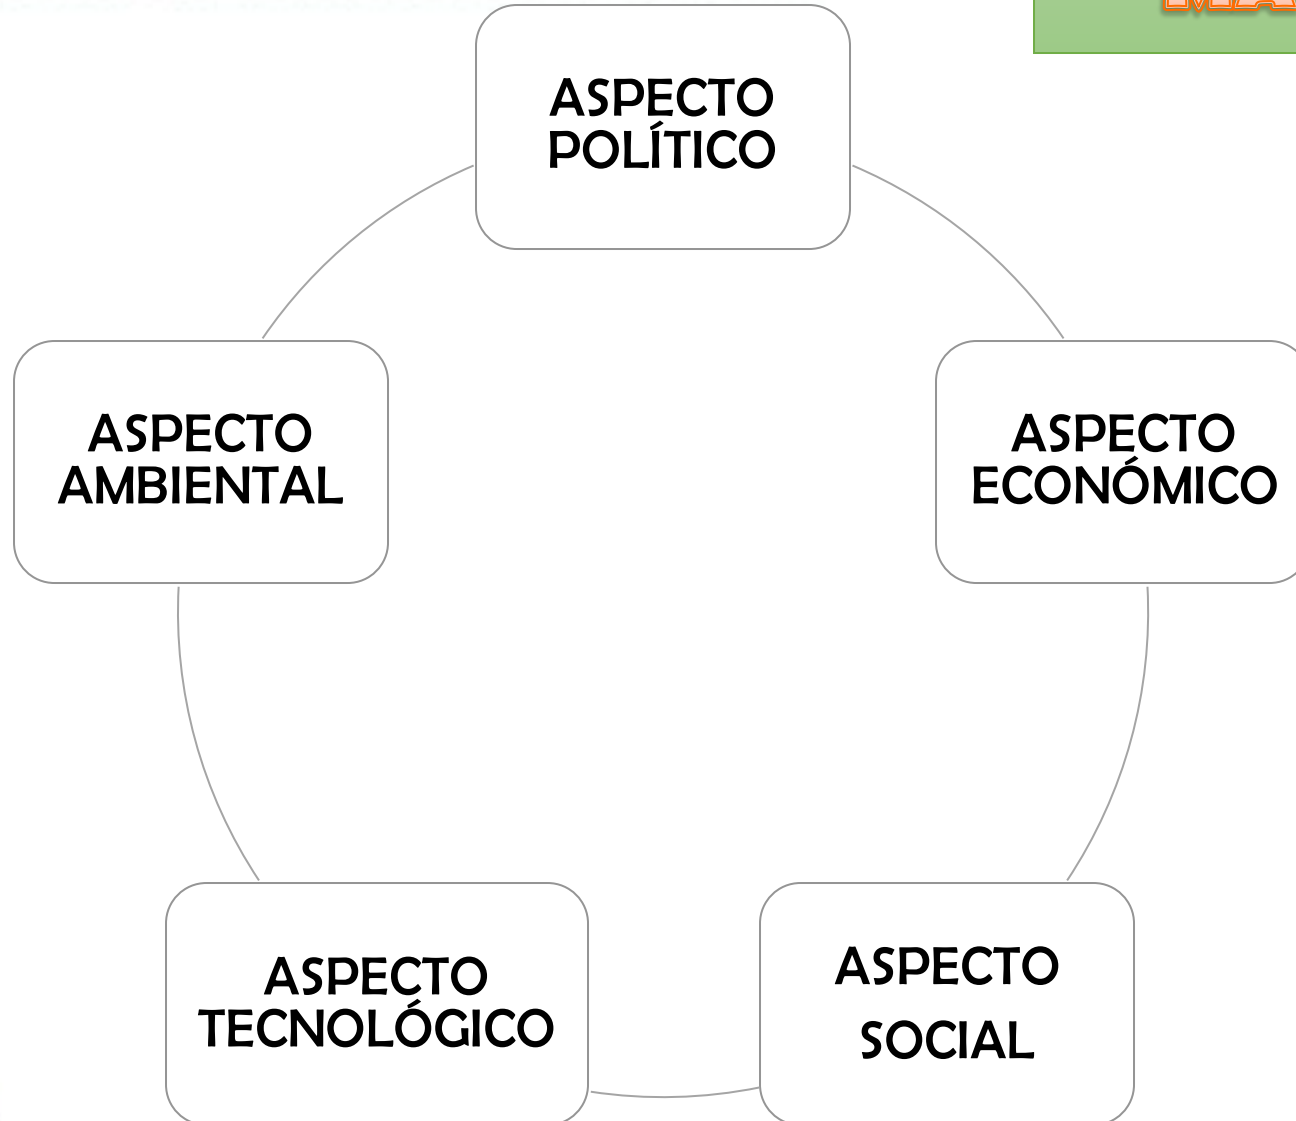 ASPECTO
POLÍTICO
ASPECTO
AMBIENTAL
ASPECTO
ECONÓMICO
ASPECTO
TECNOLÓGICO
ASPECTO
SOCIAL